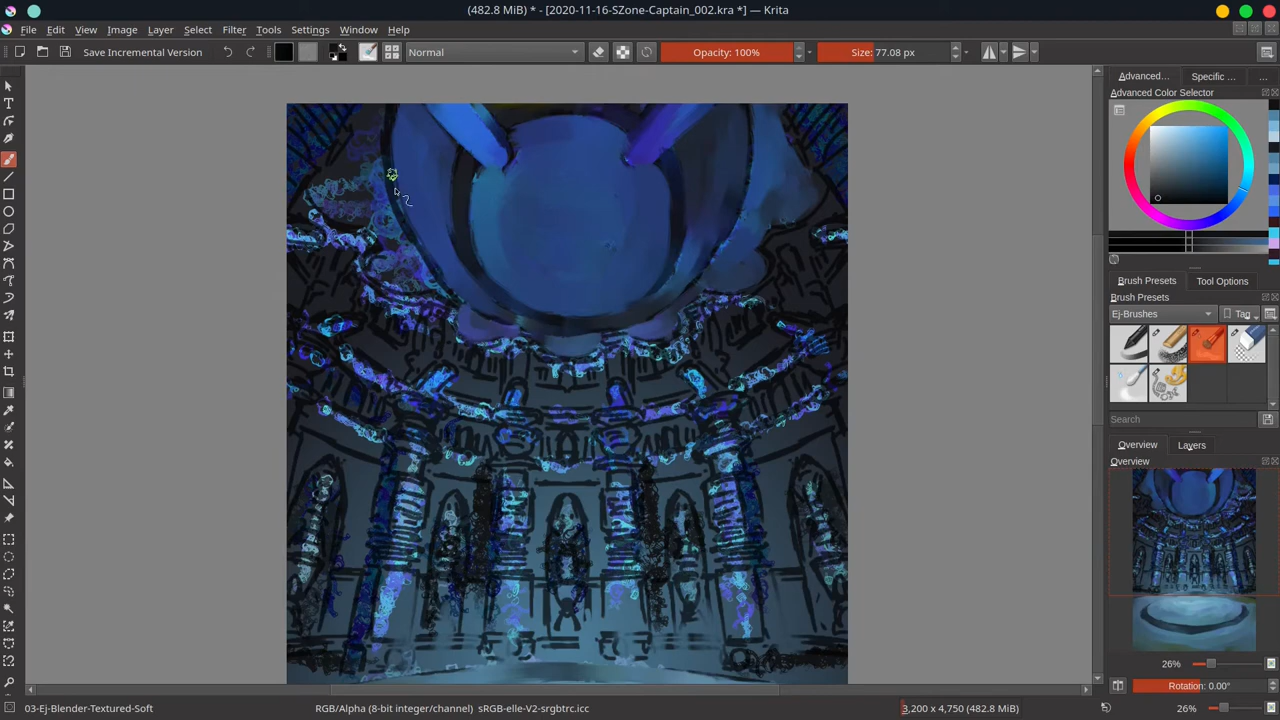 (482.8 MiB) * - [2020-11-16-SZone-Captain_002.kra *] — Krita
File Edit View Image Layer Select Filter Tools Settings Window Help
Save Incremental Version Normal Opacity: 100% Size: 77.08 px
Advanced... Specific ... ...
Advanced Color Selector
Brush Presets Tool Options
Brush Presets
Ej-Brushes Tag
Search
Overview Layers
Overview
26%
Rotation: 0.00°
03-Ej-Blender-Textured-Soft RGB/Alpha (8-bit integer/channel) sRGB-elle-V2-srgbtrc.icc 3,200 x 4,750 (482.8 MiB) 26%